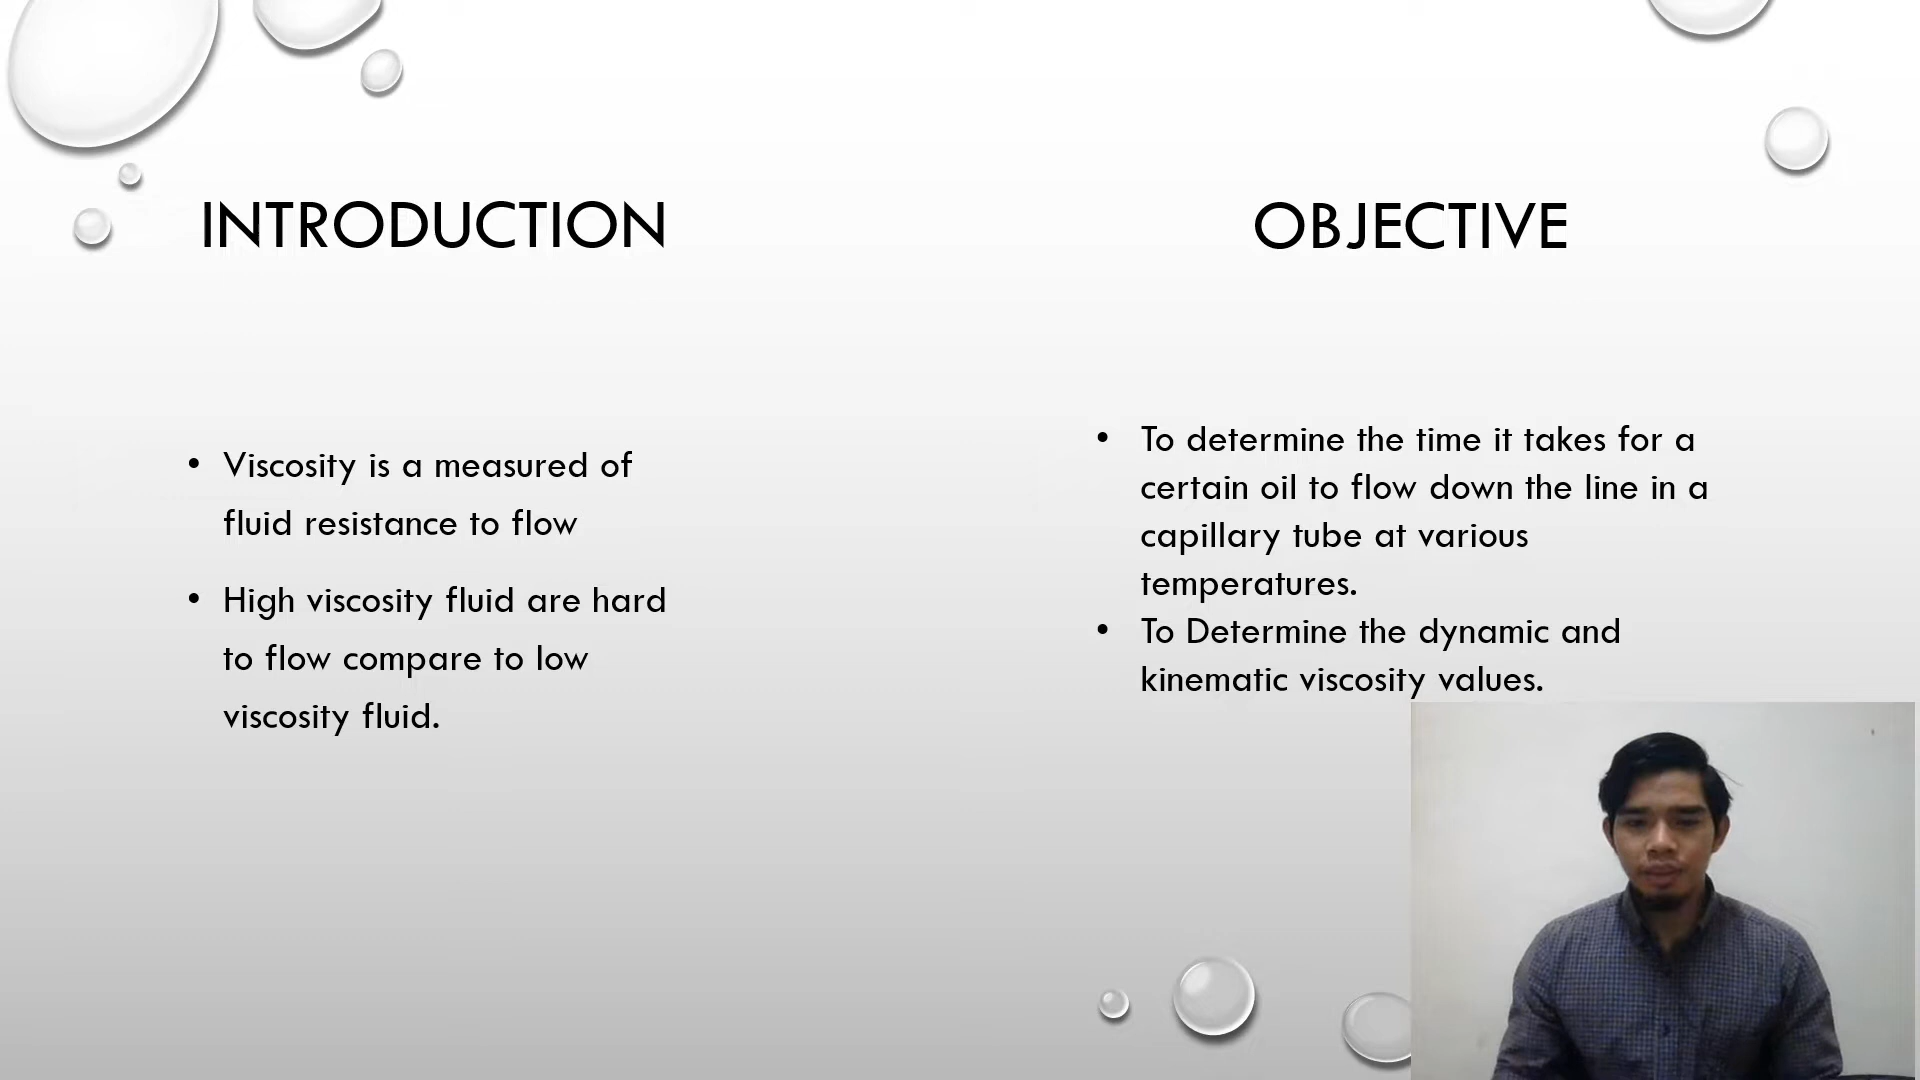 INTRODUCTION
• Viscosity is a measured of
fluid resistance to flow
• High viscosity fluid are hard
to flow compare to low
viscosity fluid.
OBJECTIVE
• To determine the time it takes for a
certain oil to flow down the line in a
capillary tube at various
temperatures.
• To Determine the dynamic and
kinematic viscosity values.